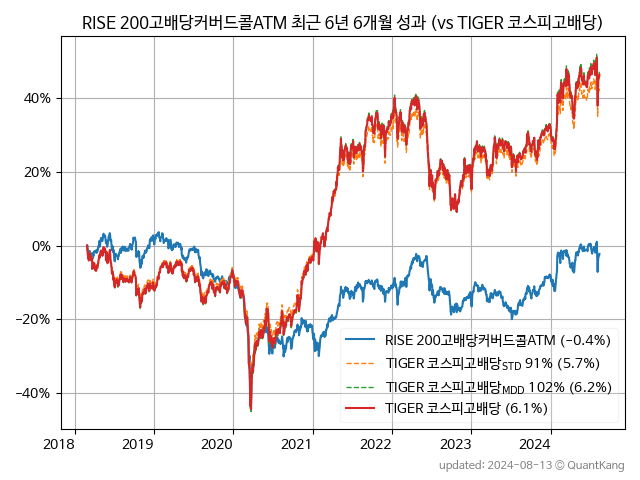 RISE 200고배당커버드콜ATM 최근 6년 6개월 성과 (vs TIGER 코스피고배당)
40%
20%
0%
−20%
−40%
RISE 200고배당커버드콜ATM (−0.4%)
TIGER 코스피고배당STD 91% (5.7%)
TIGER 코스피고배당MDD 102% (6.2%)
TIGER 코스피고배당 (6.1%)
2018 2019 2020 2021 2022 2023 2024
updated: 2024-08-13 © QuantKang